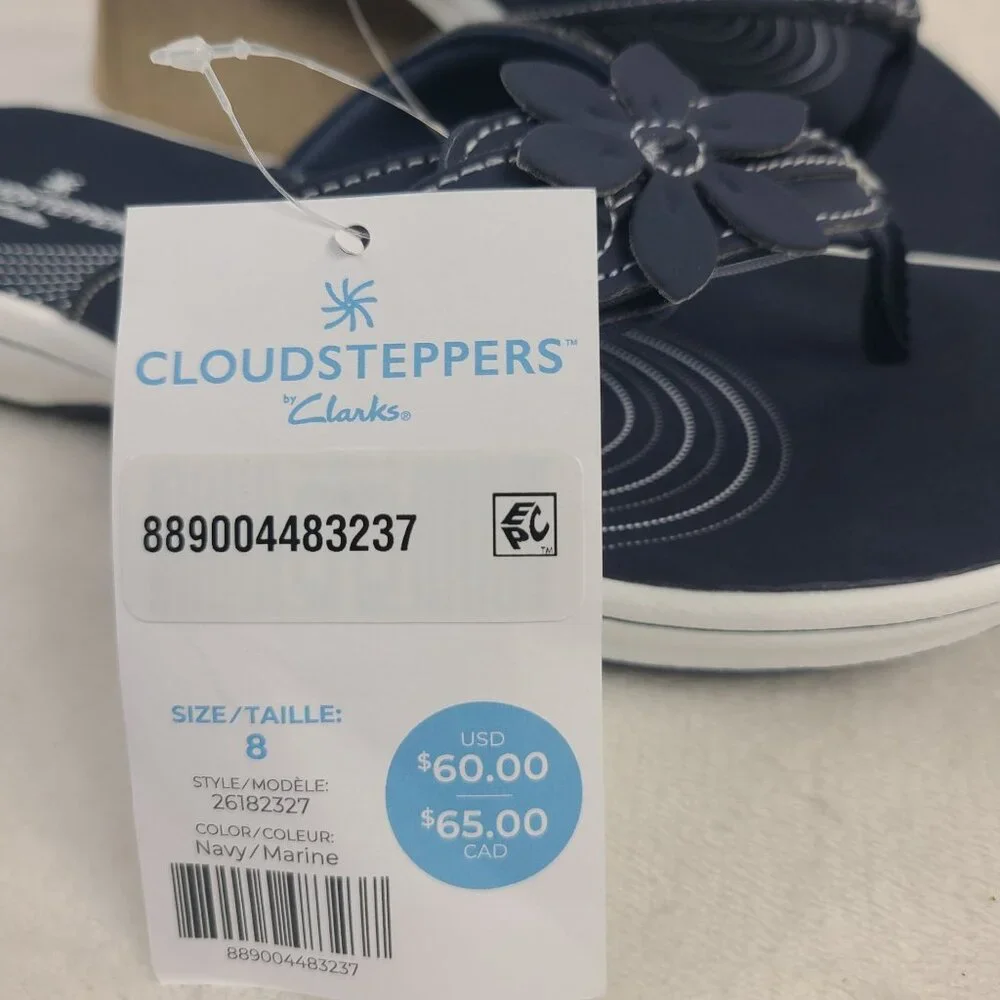 CLOUDSTEPPERS™
by Clarks®
889004483237
EPC™
SIZE/TAILLE:
8
STYLE/MODÈLE:
26182327
COLOR/COULEUR:
Navy/Marine
889004483237
USD
$60.00
$65.00
CAD